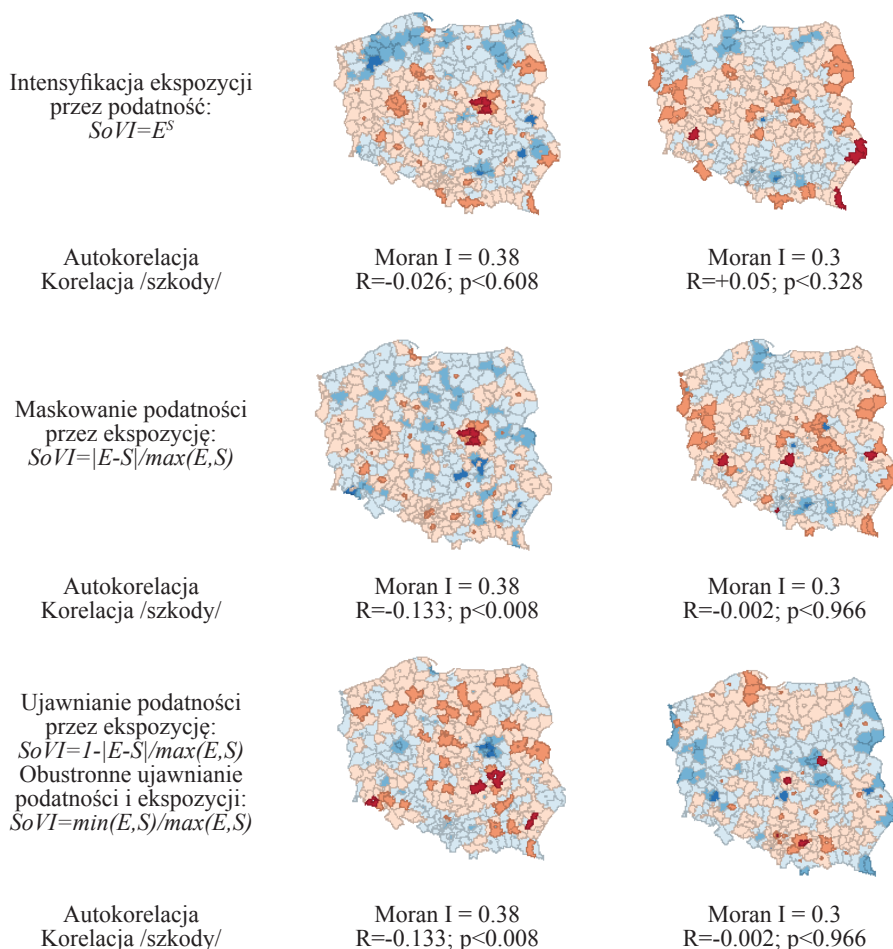 Intensyfikacja ekspozycji
przez podatność:
SoVI=E^S
Autokorelacja
Korelacja /szkody/
Moran I = 0.38
R=-0.026; p<0.608
Moran I = 0.3
R=+0.05; p<0.328
Maskowanie podatności
przez ekspozycję:
SoVI=|E-S|/max(E,S)
Autokorelacja
Korelacja /szkody/
Moran I = 0.38
R=-0.133; p<0.008
Moran I = 0.3
R=-0.002; p<0.966
Ujawnianie podatności
przez ekspozycję:
SoVI=1-|E-S|/max(E,S)
Obustronne ujawnianie
podatności i ekspozycji:
SoVI=min(E,S)/max(E,S)
Autokorelacja
Korelacja /szkody/
Moran I = 0.38
R=-0.133; p<0.008
Moran I = 0.3
R=-0.002; p<0.966